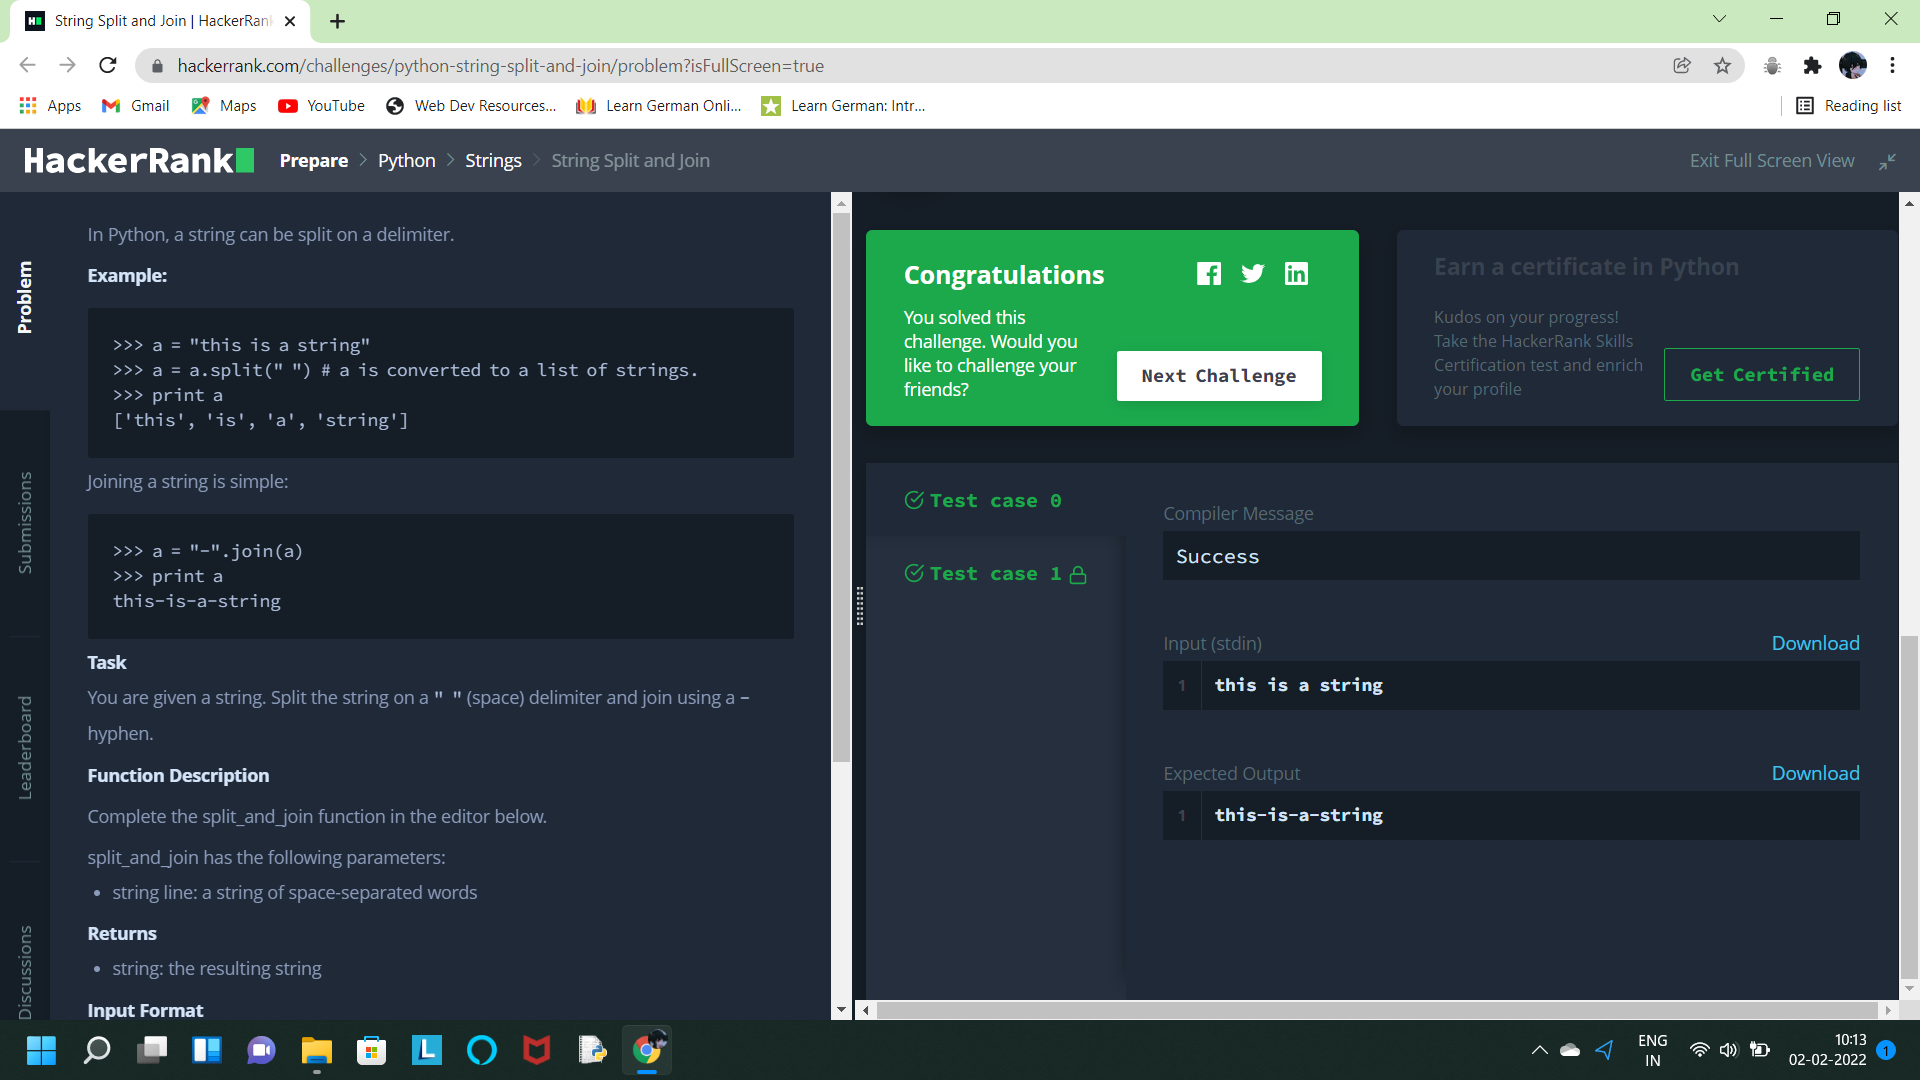 String Split and Join | HackerRank
hackerrank.com/challenges/python-string-split-and-join/problem?isFullScreen=true
Apps
Gmail
Maps
YouTube
Web Dev Resources...
Learn German Onli...
Learn German: Intr...
Reading list
HackerRank
Prepare > Python > Strings > String Split and Join
Exit Full Screen View
Problem
Submissions
Leaderboard
Discussions
In Python, a string can be split on a delimiter.
Example:
>>> a = "this is a string"
>>> a = a.split(" ") # a is converted to a list of strings.
>>> print a
['this', 'is', 'a', 'string']
Joining a string is simple:
>>> a = "-".join(a)
>>> print a
this-is-a-string
Task
You are given a string. Split the string on a " " (space) delimiter and join using a -
hyphen.
Function Description
Complete the split_and_join function in the editor below.
split_and_join has the following parameters:
• string line: a string of space-separated words
Returns
• string: the resulting string
Input Format
Congratulations
You solved this
challenge. Would you
like to challenge your
friends?
Next Challenge
Earn a certificate in Python
Kudos on your progress!
Take the HackerRank Skills
Certification test and enrich
your profile
Get Certified
Test case 0
Test case 1
Compiler Message
Success
Input (stdin)
Download
1 this is a string
Expected Output
Download
1 this-is-a-string
ENG
IN
10:13
02-02-2022
1